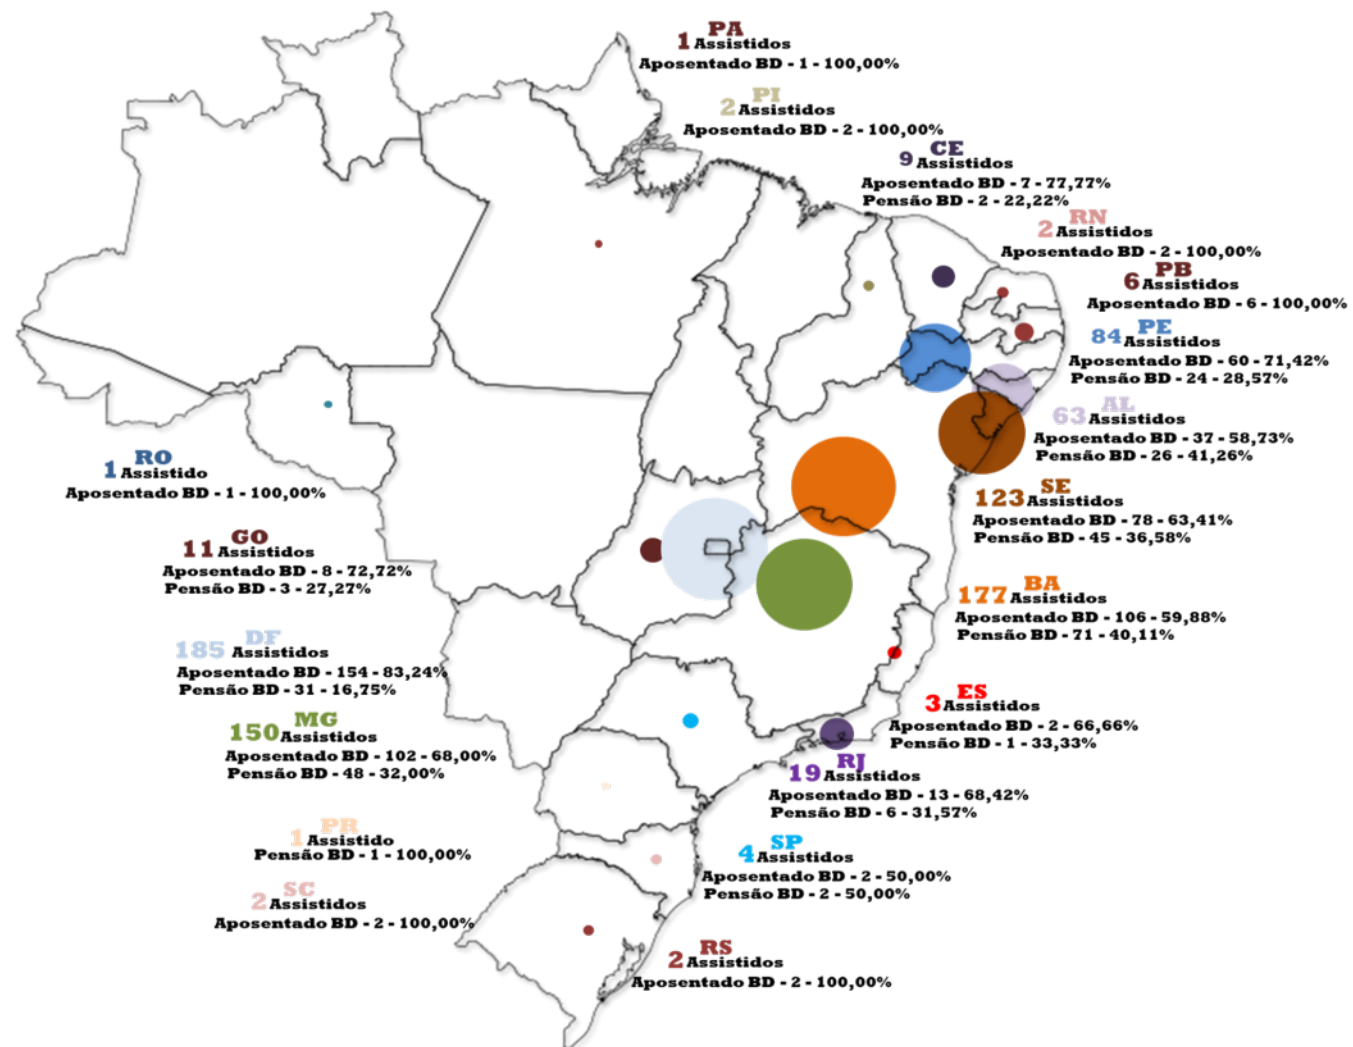 PA
1 Assistidos
Aposentado BD - 1 - 100,00%
PI
2 Assistidos
Aposentado BD - 2 - 100,00%
CE
9 Assistidos
Aposentado BD - 7 - 77,77%
Pensão BD - 2 - 22,22%
RN
2 Assistidos
Aposentado BD - 2 - 100,00%
PB
6 Assistidos
Aposentado BD - 6 - 100,00%
PE
84 Assistidos
Aposentado BD - 60 - 71,42%
Pensão BD - 24 - 28,57%
AL
63 Assistidos
Aposentado BD - 37 - 58,73%
Pensão BD - 26 - 41,26%
SE
123 Assistidos
Aposentado BD - 78 - 63,41%
Pensão BD - 45 - 36,58%
BA
177 Assistidos
Aposentado BD - 106 - 59,88%
Pensão BD - 71 - 40,11%
ES
3 Assistidos
Aposentado BD - 2 - 66,66%
Pensão BD - 1 - 33,33%
RJ
19 Assistidos
Aposentado BD - 13 - 68,42%
Pensão BD - 6 - 31,57%
SP
4 Assistidos
Aposentado BD - 2 - 50,00%
Pensão BD - 2 - 50,00%
RS
2 Assistidos
Aposentado BD - 2 - 100,00%
RO
1 Assistido
Aposentado BD - 1 - 100,00%
GO
11 Assistidos
Aposentado BD - 8 - 72,72%
Pensão BD - 3 - 27,27%
DF
185 Assistidos
Aposentado BD - 154 - 83,24%
Pensão BD - 31 - 16,75%
MG
150 Assistidos
Aposentado BD - 102 - 68,00%
Pensão BD - 48 - 32,00%
PR
1 Assistido
Pensão BD - 1 - 100,00%
SC
2 Assistidos
Aposentado BD - 2 - 100,00%